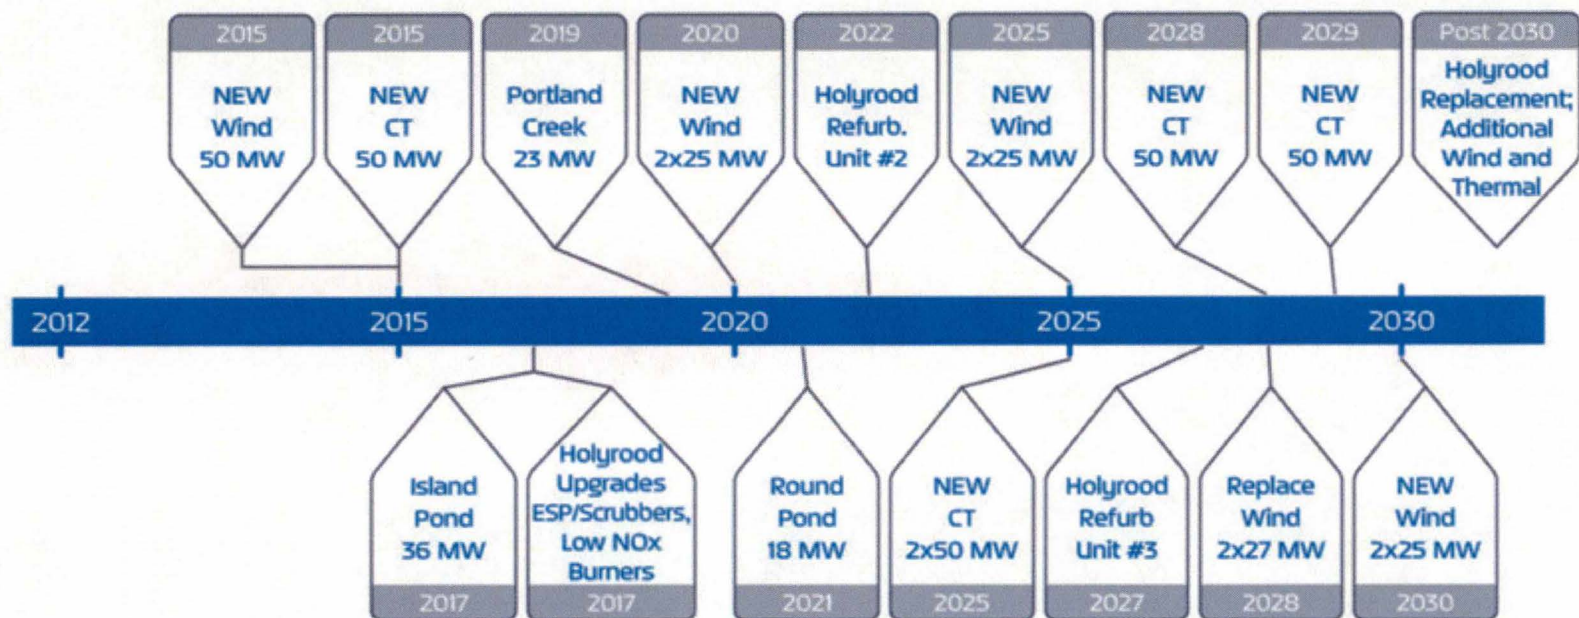 2015
NEW
Wind
50 MW
2015
NEW
CT
50 MW
2019
Portland
Creek
23 MW
2020
NEW
Wind
2x25 MW
2022
Holyrood
Refurb.
Unit #2
2025
NEW
Wind
2x25 MW
2028
NEW
CT
50 MW
2029
NEW
CT
50 MW
Post 2030
Holyrood
Replacement;
Additional
Wind and
Thermal
2012
2015
2020
2025
2030
Island
Pond
36 MW
2017
Holyrood
Upgrades
ESP/Scrubbers,
Low NOx
Burners
2017
Round
Pond
18 MW
2021
NEW
CT
2x50 MW
2025
Holyrood
Refurb
Unit #3
2027
Replace
Wind
2x27 MW
2028
NEW
Wind
2x25 MW
2030